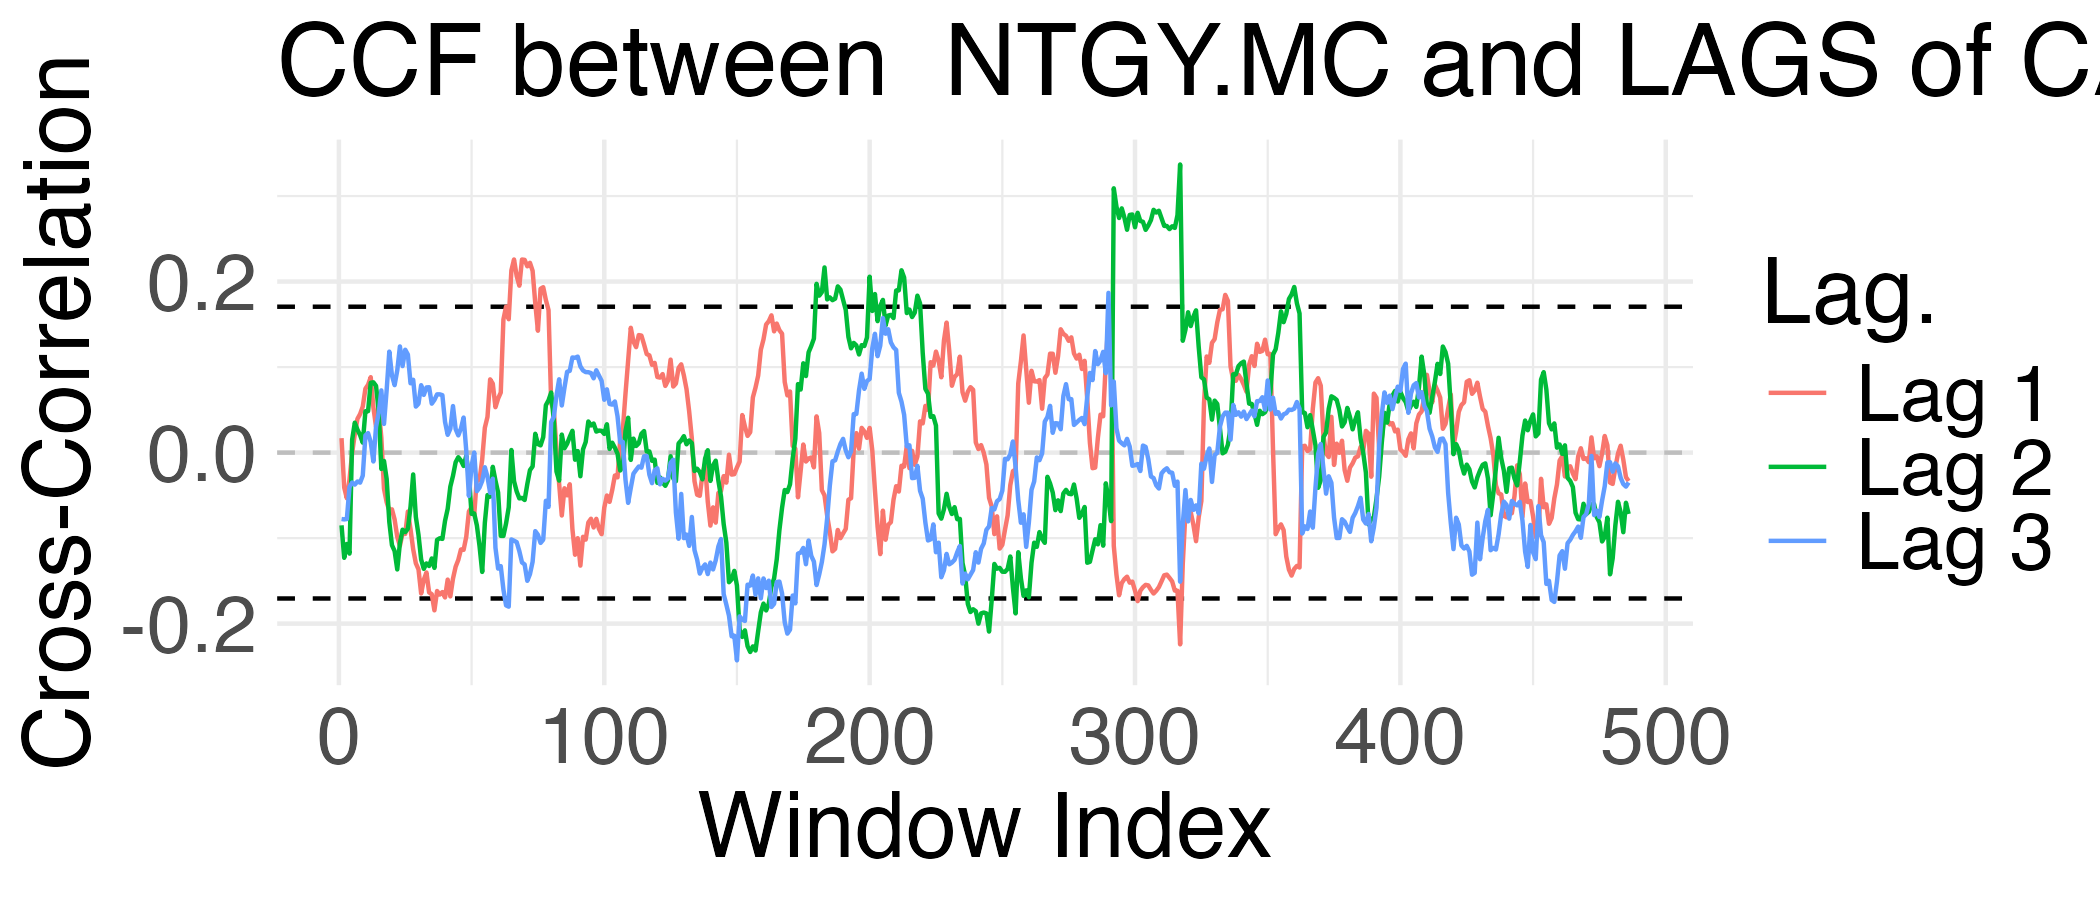 CCF between  NTGY.MC and LAGS of
Cross-Correlation
0.2
0.0
-0.2
0
100
200
300
400
500
Window Index
Lag.
Lag 1
Lag 2
Lag 3